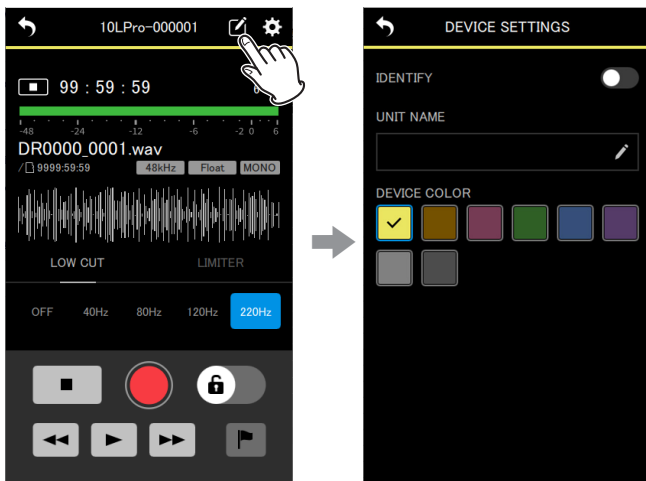 10LPro-000001
99 : 59 : 59
-48 -24 -12 -6 -2 0 6
DR0000_0001.wav
/ 9999:59:59 48kHz Float MONO
LOW CUT LIMITER
OFF 40Hz 80Hz 120Hz 220Hz
DEVICE SETTINGS
IDENTIFY
UNIT NAME
DEVICE COLOR